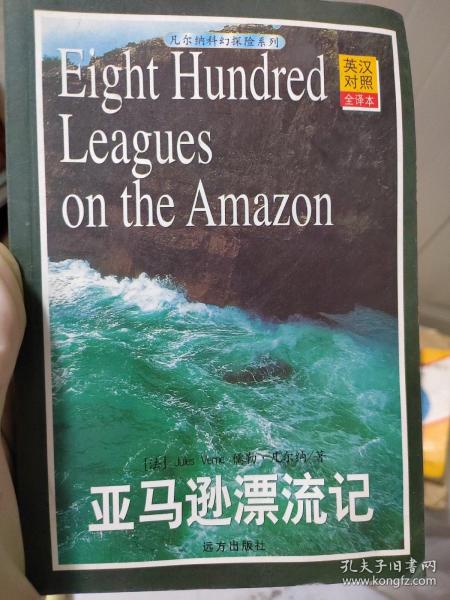 凡尔纳科幻探险系列
Eight Hundred
Leagues
on the Amazon
英汉
对照
全译本
[法] Jules Verne 儒勒·凡尔纳/著
亚马逊漂流记
远方出版社
孔夫子旧书网
www.kongfz.com